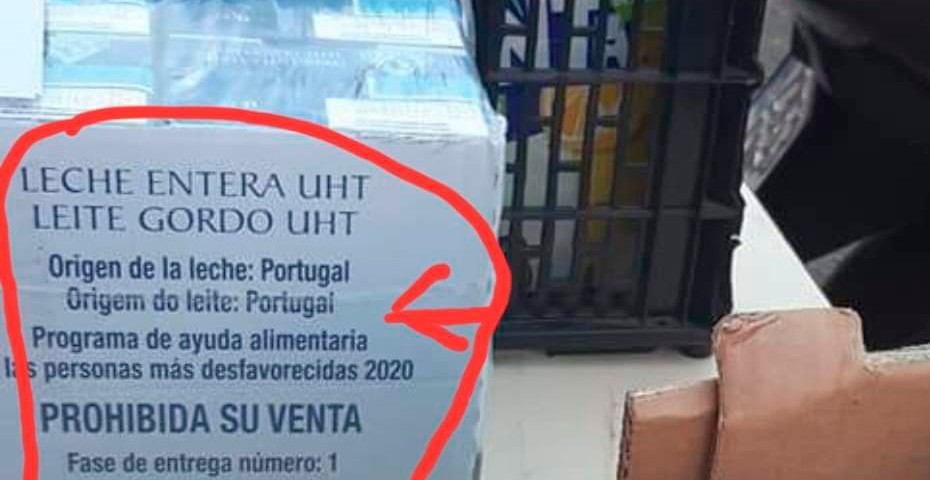 LECHE ENTERA UHT
LEITE GORDO UHT
Origen de la leche: Portugal
Origem do leite: Portugal
Programa de ayuda alimentaria
las personas más desfavorecidas 2020
PROHIBIDA SU VENTA
Fase de entrega número: 1